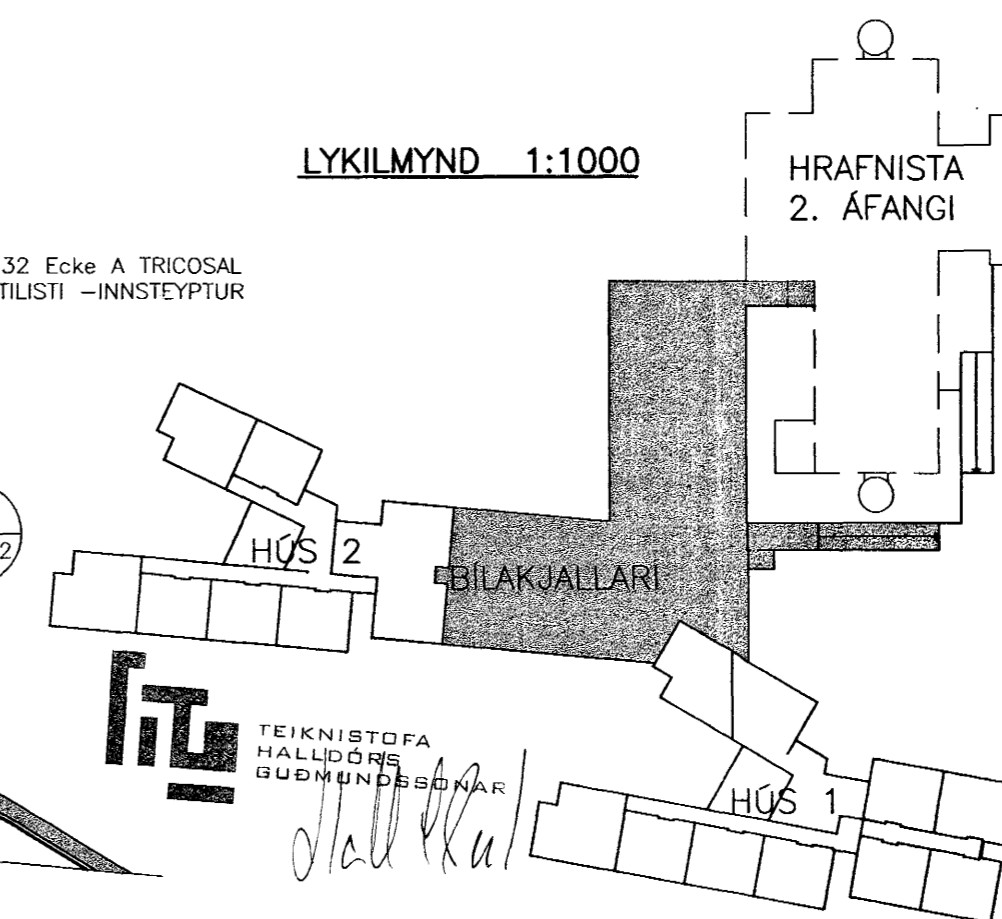 LYKILMYND 1:1000
HRAFNISTA
2. ÁFANGI
32 Ecke A TRICOSAL
TILISTI –INNSTEYPTUR
2
HÚS 2
BÍLAKJALLARI
TEIKNISTOFA
HALLDÓRS
GUÐMUNDSSONAR
HÚS 1